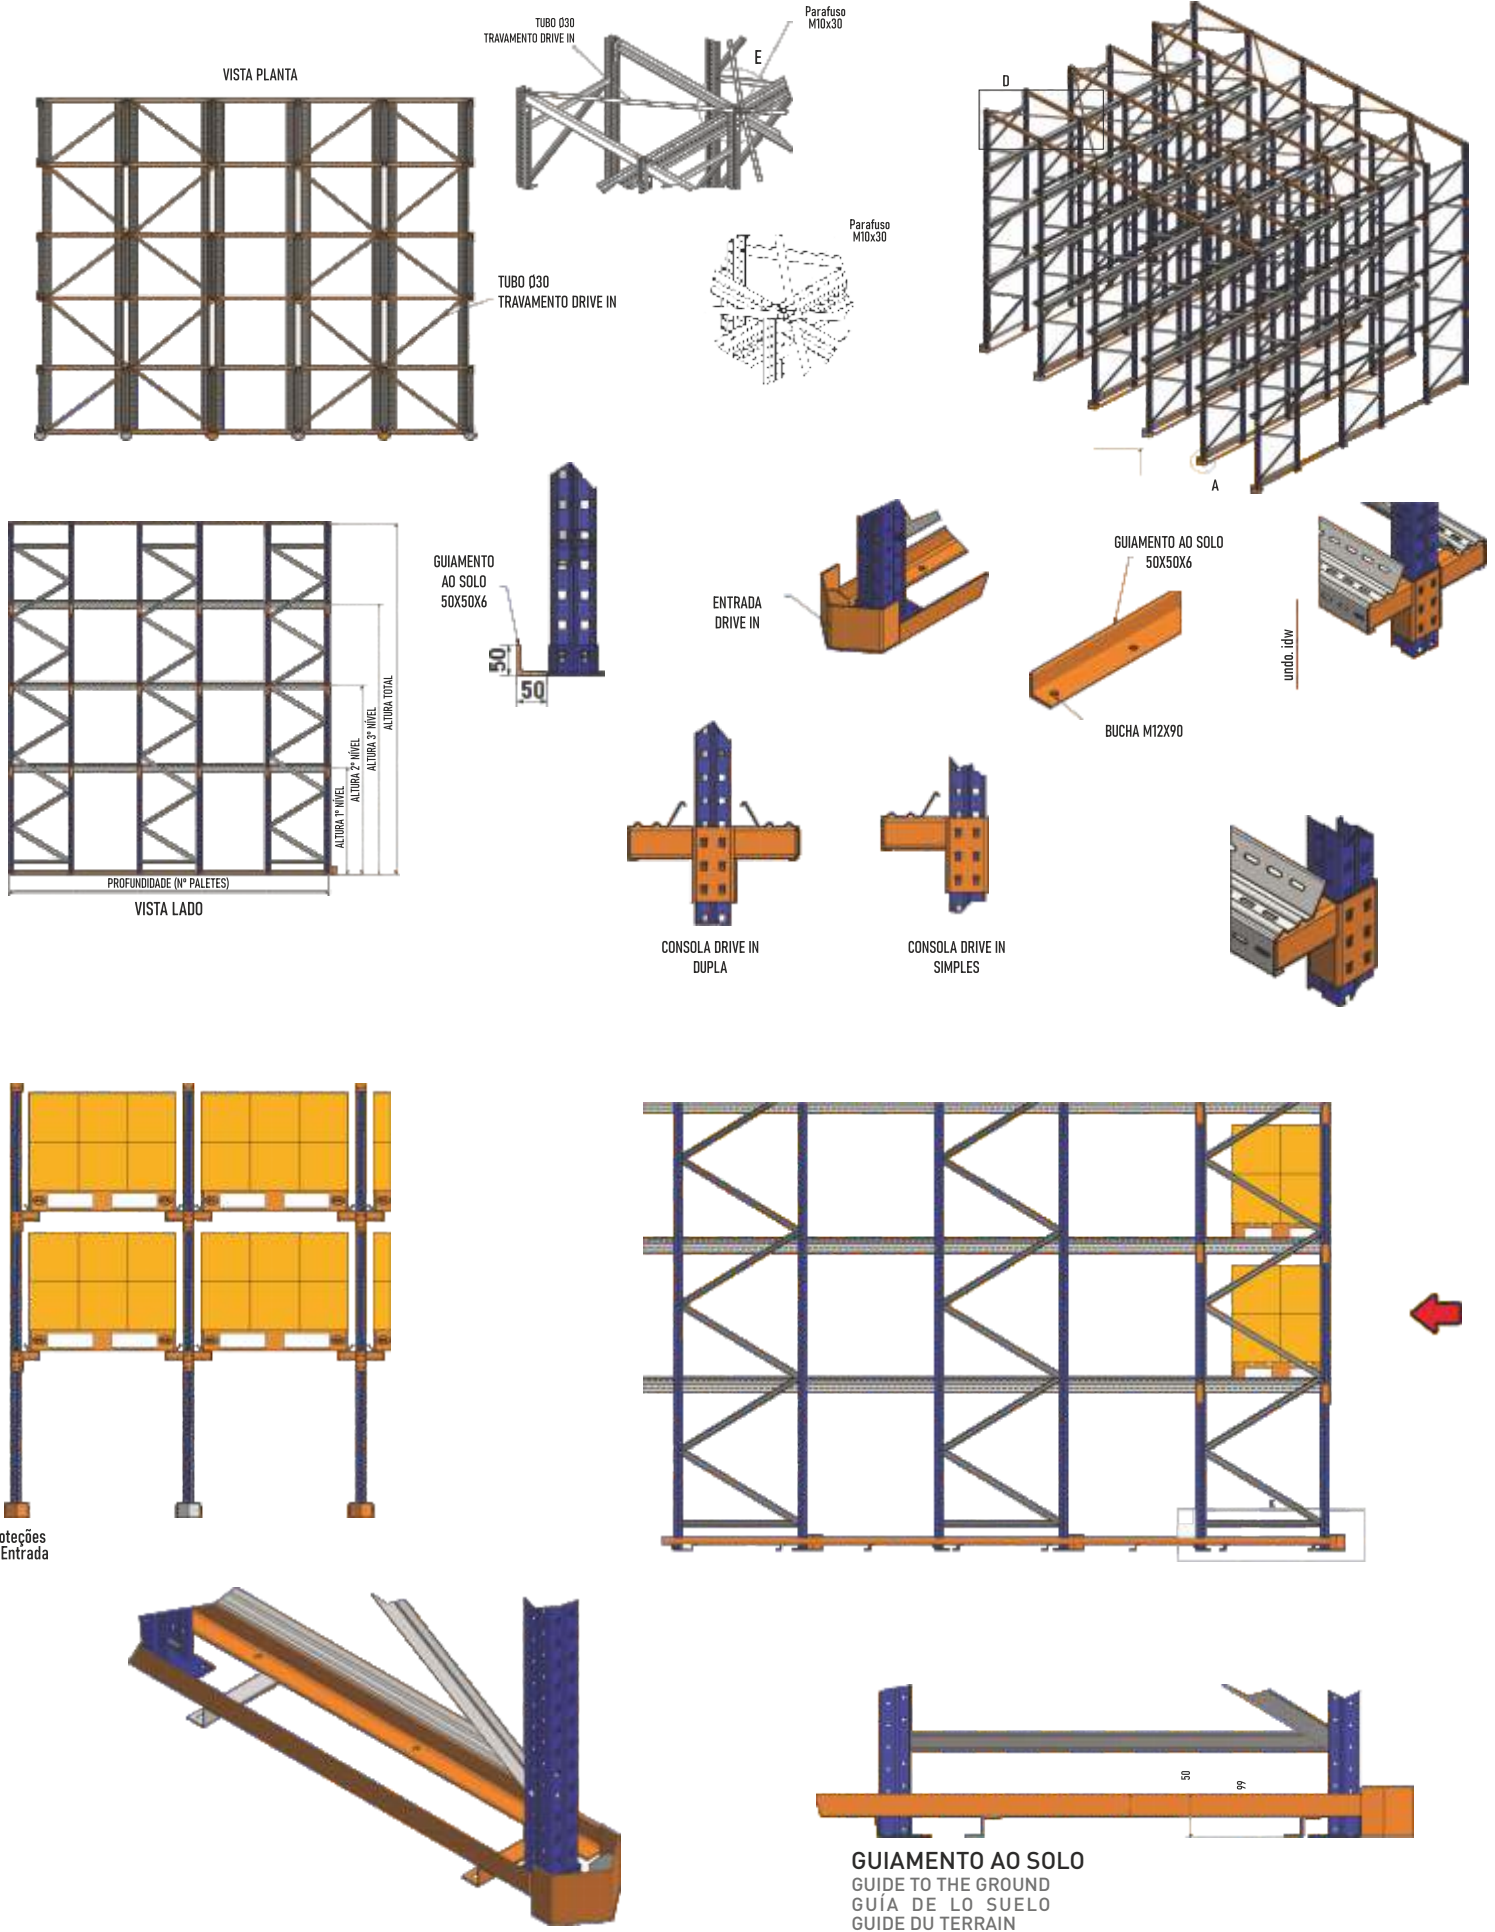 VISTA PLANTA
TUBO Ø30
TRAVAMENTO DRIVE IN
Parafuso
M10x30
E
D
Parafuso
M10x30
TUBO Ø30
TRAVAMENTO DRIVE IN
A
GUIAMENTO
AO SOLO
50X50X6
50
50
ENTRADA
DRIVE IN
GUIAMENTO AO SOLO
50X50X6
BUCHA M12X90
undo. idw
ALTURA 1º NÍVEL
ALTURA 2º NÍVEL
ALTURA 3º NÍVEL
ALTURA TOTAL
PROFUNDIDADE (Nº PALETES)
VISTA LADO
CONSOLA DRIVE IN
DUPLA
CONSOLA DRIVE IN
SIMPLES
oteções
Entrada
K
50
99
GUIAMENTO AO SOLO
GUIDE TO THE GROUND
GUÍA DE LO SUELO
GUIDE DU TERRAIN